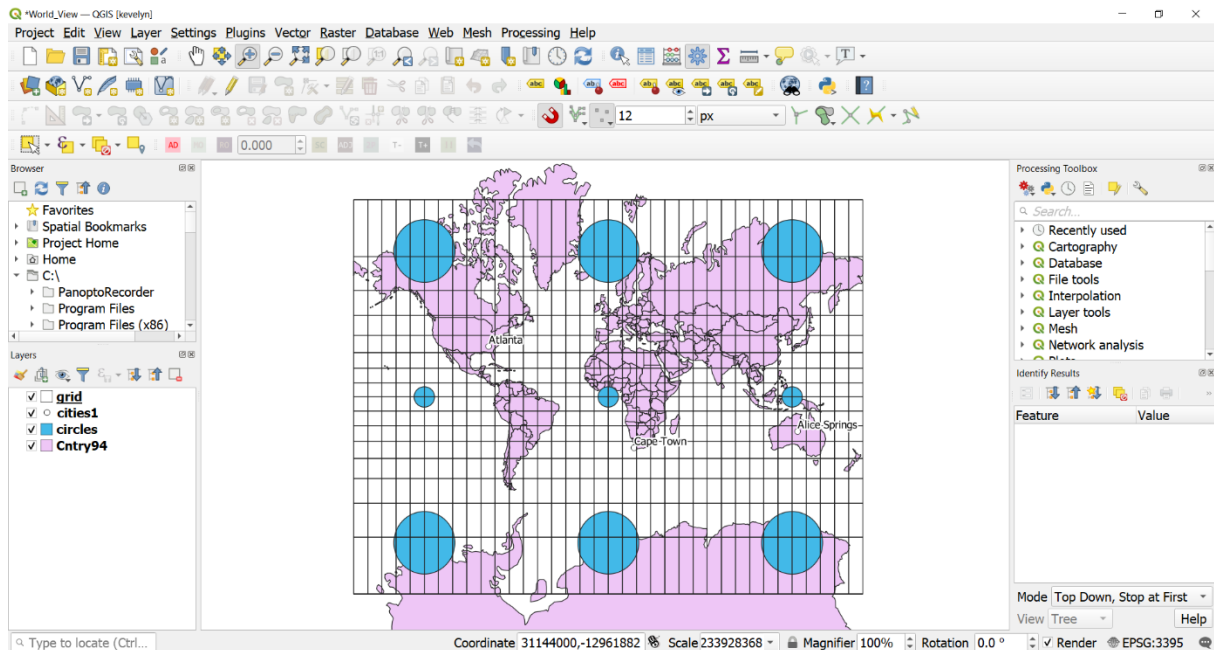 *World_View — QGIS [kevelyn]
Project Edit View Layer Settings Plugins Vector Raster Database Web Mesh Processing Help
12 px
0.000
Browser
Favorites
Spatial Bookmarks
Project Home
Home
C:\
PanoptoRecorder
Program Files
Program Files (x86)
Layers
grid
cities1
circles
Cntry94
Atlanta
Cape Town
Alice Springs
Processing Toolbox
Search...
Recently used
Cartography
Database
File tools
Interpolation
Layer tools
Mesh
Network analysis
Identify Results
Feature Value
Mode Top Down, Stop at First
View Tree Help
Type to locate (Ctrl...
Coordinate 31144000,-12961882 Scale 233928368 Magnifier 100% Rotation 0.0 ° Render EPSG:3395